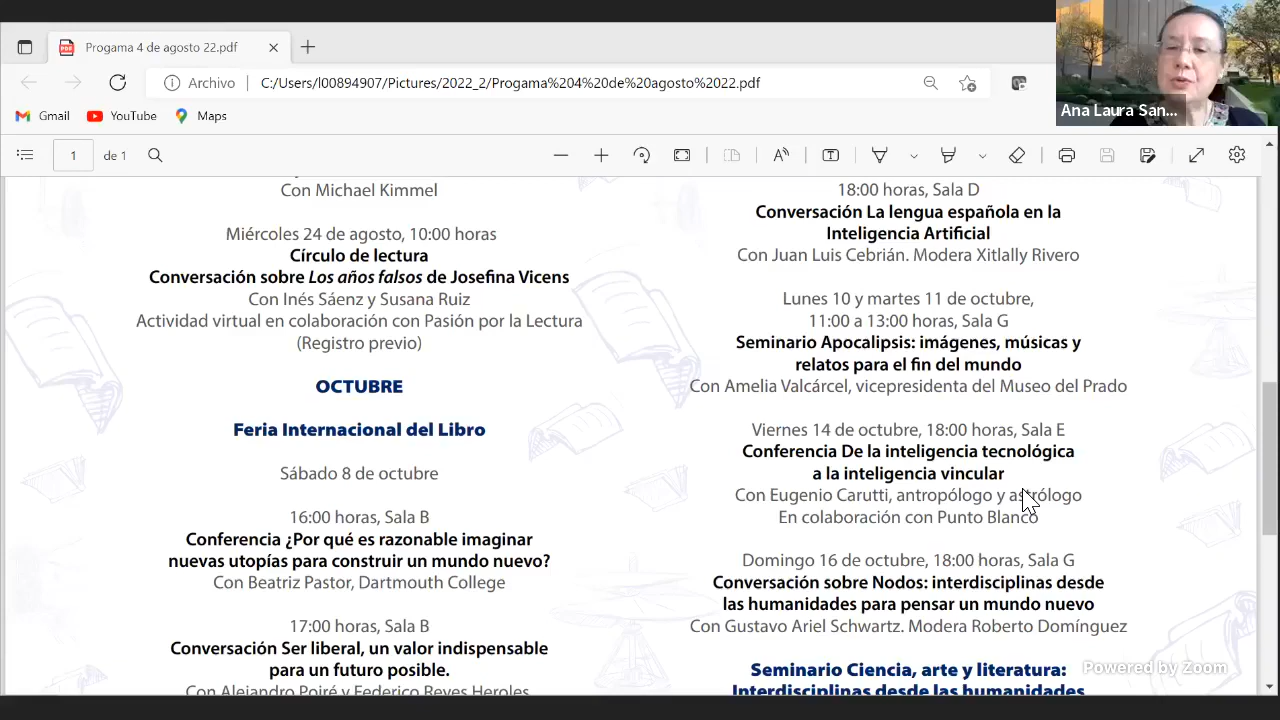 Progama 4 de agosto 22.pdf
Archivo
C:/Users/l00894907/Pictures/2022_2/Progama%204%20de%20agosto%2022.pdf
Gmail
YouTube
Maps
1
de 1
Ana Laura San...
Con Michael Kimmel
Miércoles 24 de agosto, 10:00 horas
Círculo de lectura
Conversación sobre Los años falsos de Josefina Vicens
Con Inés Sáenz y Susana Ruiz
Actividad virtual en colaboración con Pasión por la Lectura
(Registro previo)
OCTUBRE
Feria Internacional del Libro
Sábado 8 de octubre
16:00 horas, Sala B
Conferencia ¿Por qué es razonable imaginar
nuevas utopías para construir un mundo nuevo?
Con Beatriz Pastor, Dartmouth College
17:00 horas, Sala B
Conversación Ser liberal, un valor indispensable
para un futuro posible.
Con Alejandro Poiré y Federico Reyes Heroles
18:00 horas, Sala D
Conversación La lengua española en la
Inteligencia Artificial
Con Juan Luis Cebrián. Modera Xitlally Rivero
Lunes 10 y martes 11 de octubre,
11:00 a 13:00 horas, Sala G
Seminario Apocalipsis: imágenes, músicas y
relatos para el fin del mundo
Con Amelia Valcárcel, vicepresidenta del Museo del Prado
Viernes 14 de octubre, 18:00 horas, Sala E
Conferencia De la inteligencia tecnológica
a la inteligencia vincular
Con Eugenio Carutti, antropólogo y astrólogo
En colaboración con Punto Blanco
Domingo 16 de octubre, 18:00 horas, Sala G
Conversación sobre Nodos: interdisciplinas desde
las humanidades para pensar un mundo nuevo
Con Gustavo Ariel Schwartz. Modera Roberto Domínguez
Seminario Ciencia, arte y literatura:
Interdisciplinas desde las humanidades
Powered by Zoom